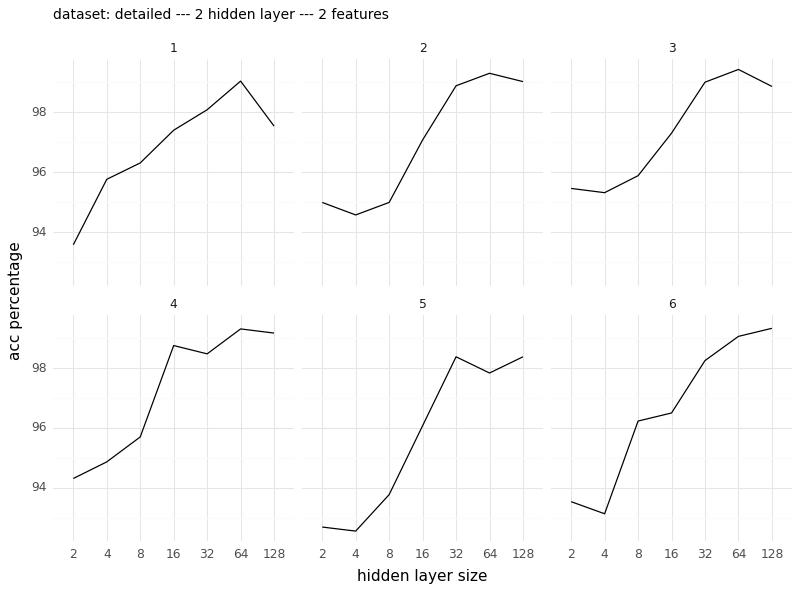 dataset: detailed --- 2 hidden layer --- 2 features
1 2 3
98
96
94
4 5 6
98
96
94
2 4 8 16 32 64 128 2 4 8 16 32 64 128 2 4 8 16 32 64 128
hidden layer size
acc percentage